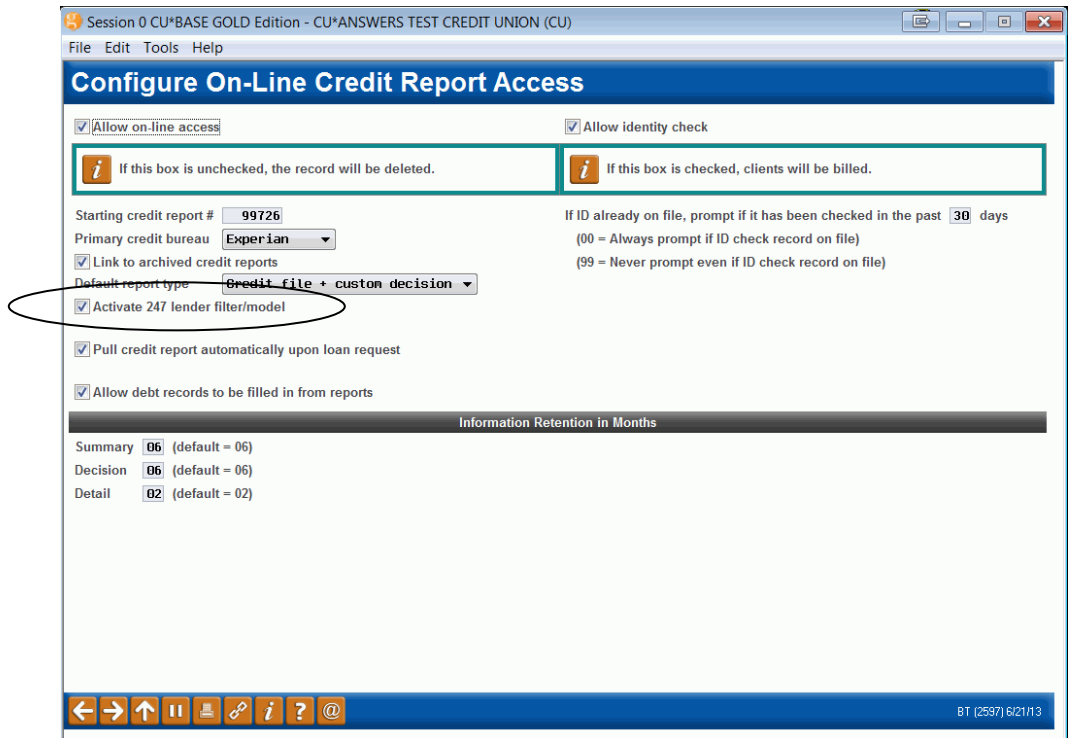 Session 0 CU*BASE GOLD Edition - CU*ANSWERS TEST CREDIT UNION (CU)
File Edit Tools Help
Configure On-Line Credit Report Access
Allow on-line access
Allow identity check
If this box is unchecked, the record will be deleted.
If this box is checked, clients will be billed.
Starting credit report # 99726
If ID already on file, prompt if it has been checked in the past 30 days
Primary credit bureau Experian
(00 = Always prompt if ID check record on file)
Link to archived credit reports
(99 = Never prompt even if ID check record on file)
Default report type Credit file + custom decision
Activate 247 lender filter/model
Pull credit report automatically upon loan request
Allow debt records to be filled in from reports
Information Retention in Months
Summary 06 (default = 06)
Decision 06 (default = 06)
Detail 02 (default = 02)
BT (2597) 6/21/13